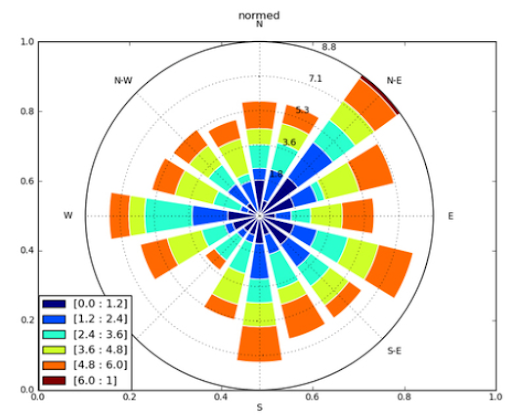 normed
N
8.8
7.1
5.3
3.6
1.8
N-W
N-E
W
E
S-E
S
1.0
0.8
0.6
0.4
0.2
0.0
0.0
0.2
0.4
0.6
0.8
1.0
[0.0 : 1.2]
[1.2 : 2.4]
[2.4 : 3.6]
[3.6 : 4.8]
[4.8 : 6.0]
[6.0 : 1]